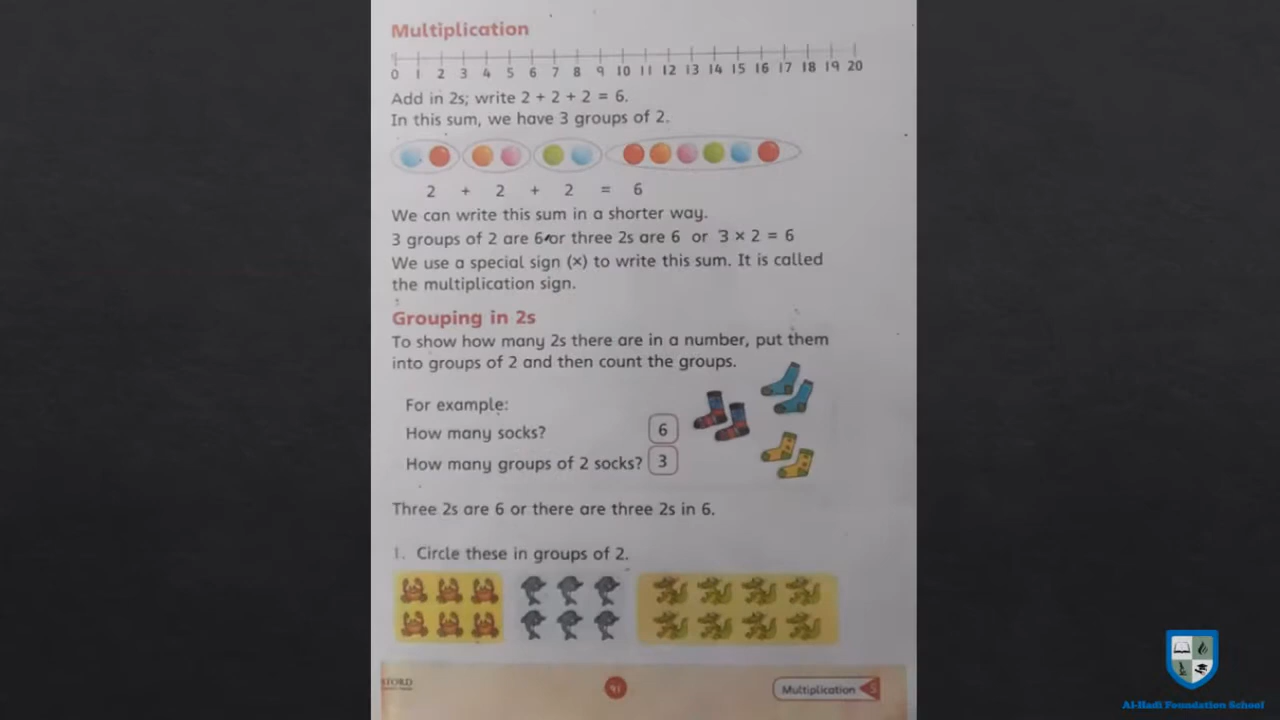 Multiplication
0 1 2 3 4 5 6 7 8 9 10 11 12 13 14 15 16 17 18 19 20
Add in 2s; write 2 + 2 + 2 = 6.
In this sum, we have 3 groups of 2.
2 + 2 + 2 = 6
We can write this sum in a shorter way.
3 groups of 2 are 6 or three 2s are 6 or 3 × 2 = 6
We use a special sign (×) to write this sum. It is called
the multiplication sign.
Grouping in 2s
To show how many 2s there are in a number, put them
into groups of 2 and then count the groups.
For example:
How many socks? 6
How many groups of 2 socks? 3
Three 2s are 6 or there are three 2s in 6.
1. Circle these in groups of 2.
Multiplication
Al-Hadi Foundation School